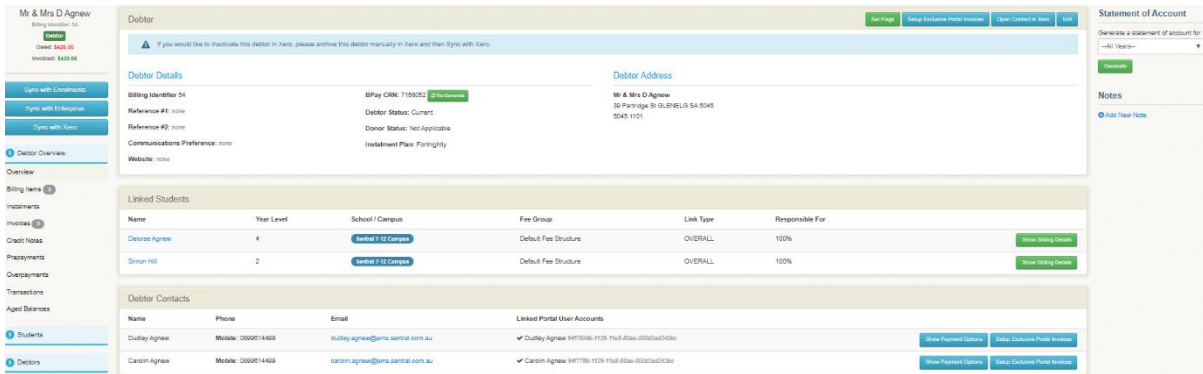 Mr & Mrs D Agnew
Billing Identifier: 54
Debtor
Owed: $420.00
Invoiced: $420.00
Sync with Enrolments
Sync with Enterprise
Sync with Xero
Debtor Overview
Overview
Billing Items
Instalments
Invoices
Credit Notes
Prepayments
Overpayments
Transactions
Aged Balances
Students
Debtors
Debtor
Set Flags Setup Exclusive Portal Invoices Open Contact in Xero Edit
If you would like to inactivate this debtor in Xero, please archive this debtor manually in Xero and then Sync with Xero.
Debtor Details
Billing Identifier 54
Reference #1: none
Reference #2: none
Communications Preference: none
Website: none
BPay CRN: 7156052 Re-Generate
Debtor Status: Current
Donor Status: Not Applicable
Instalment Plan: Fortnightly
Debtor Address
Mr & Mrs D Agnew
39 Partridge St GLENELG SA 5045
5045 1101
Linked Students
Name Year Level School / Campus Fee Group Link Type Responsible For
Delorse Agnew 4 Sentral 7-12 Campus Default Fee Structure OVERALL 100% Show Sibling Details
Simon Hill 2 Sentral 7-12 Campus Default Fee Structure OVERALL 100% Show Sibling Details
Debtor Contacts
Name Phone Email Linked Portal User Accounts
Dudley Agnew Mobile: 0899614499 dudley.agnew@sms.sentral.com.au Dudley Agnew Show Payment Options Setup Exclusive Portal Invoices
Carolin Agnew Mobile: 0899614499 carolin.agnew@sms.sentral.com.au Carolin Agnew Show Payment Options Setup Exclusive Portal Invoices
Statement of Account
Generate a statement of account for
--All Years--
Generate
Notes
Add New Note